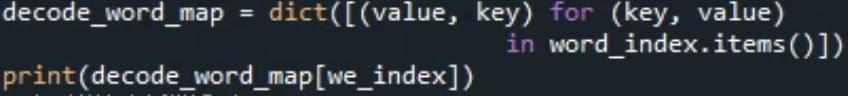 decode_word_map = dict([(value, key) for (key, value)
in word_index.items()])
print(decode_word_map[we_index])